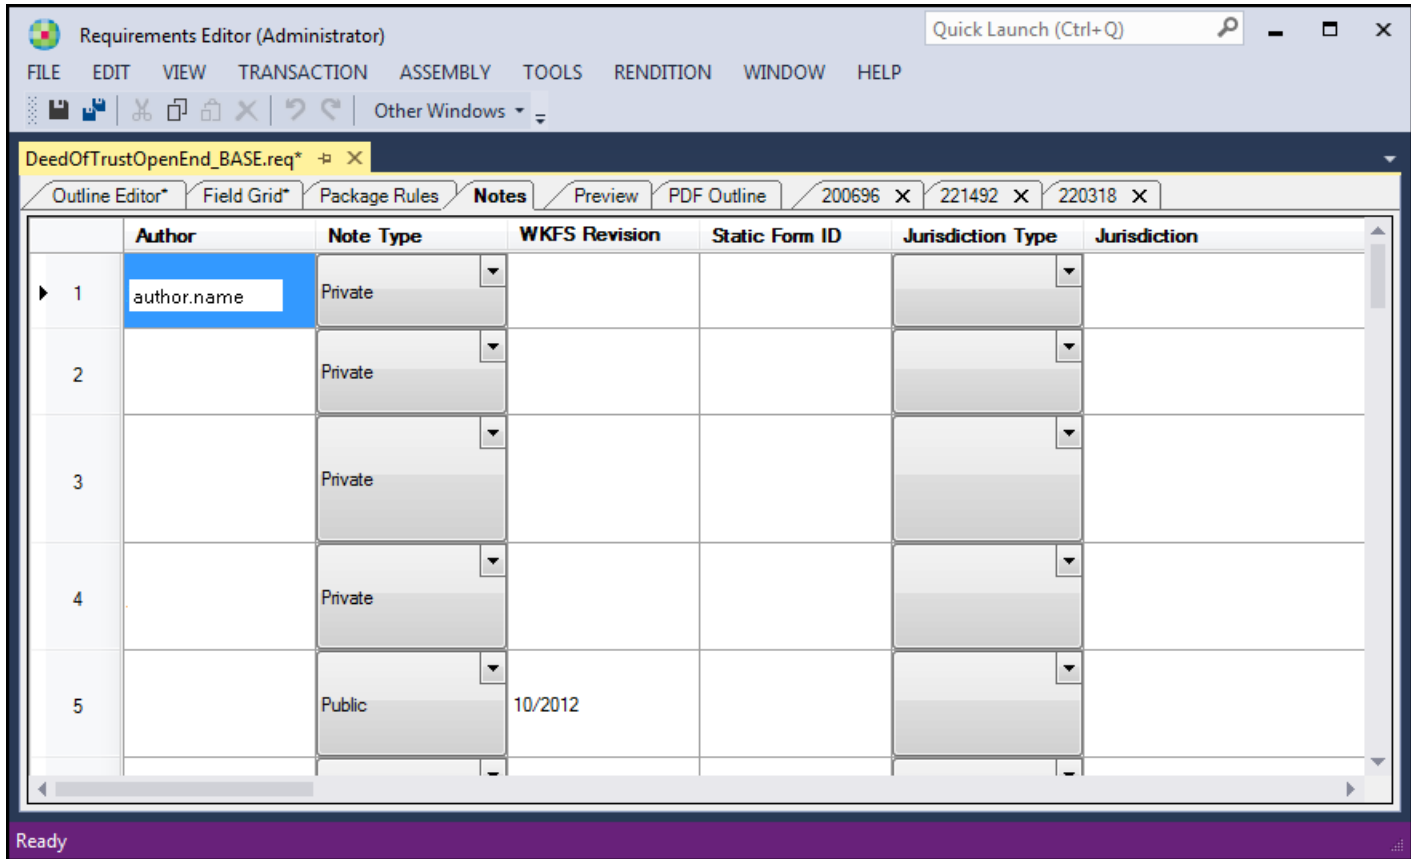 Requirements Editor (Administrator)
Quick Launch (Ctrl+Q)
FILE EDIT VIEW TRANSACTION ASSEMBLY TOOLS RENDITION WINDOW HELP
Other Windows
DeedOfTrustOpenEnd_BASE.req*
Outline Editor* Field Grid* Package Rules Notes Preview PDF Outline 200696 X 221492 X 220318 X
Author Note Type WKFS Revision Static Form ID Jurisdiction Type Jurisdiction
1 author.name Private
2 Private
3 Private
4 Private
5 Public 10/2012
Ready